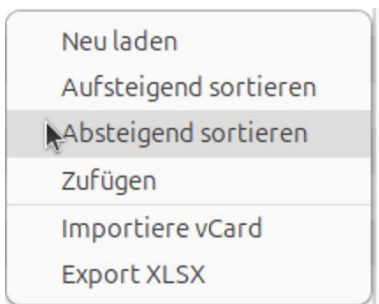 Neu laden
Aufsteigend sortieren
Absteigend sortieren
Zufügen
Importiere vCard
Export XLSX